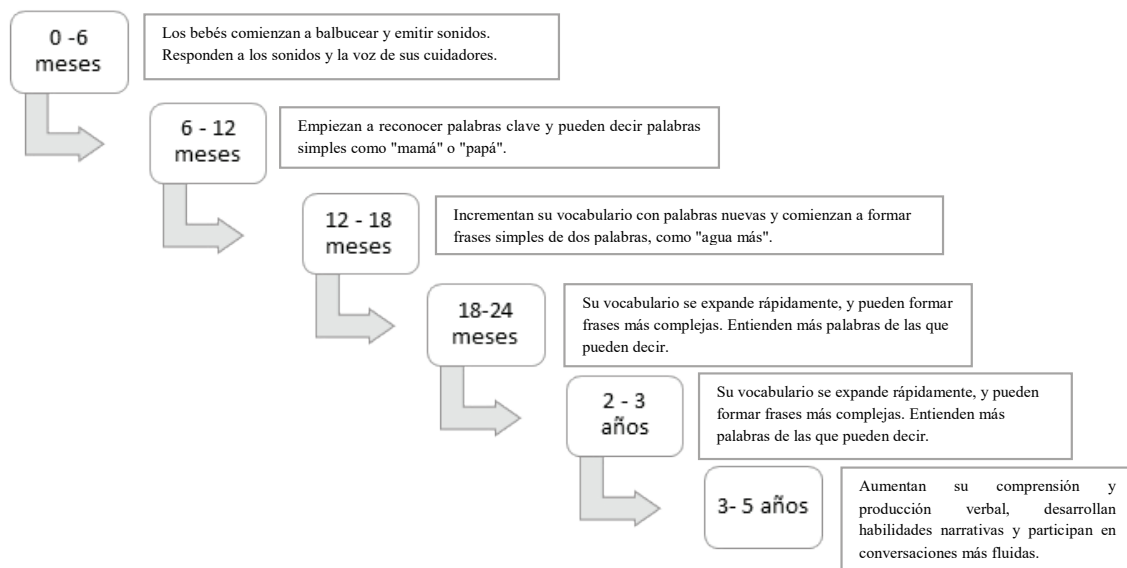 0 -6
meses
Los bebés comienzan a balbucear y emitir sonidos.
Responden a los sonidos y la voz de sus cuidadores.
6 - 12
meses
Empiezan a reconocer palabras clave y pueden decir palabras
simples como "mamá" o "papá".
12 - 18
meses
Incrementan su vocabulario con palabras nuevas y comienzan a formar
frases simples de dos palabras, como "agua más".
18-24
meses
Su vocabulario se expande rápidamente, y pueden formar
frases más complejas. Entienden más palabras de las que
pueden decir.
2 - 3
años
Su vocabulario se expande rápidamente, y pueden
formar frases más complejas. Entienden más
palabras de las que pueden decir.
3- 5 años
Aumentan su comprensión y
producción verbal, desarrollan
habilidades narrativas y participan en
conversaciones más fluidas.